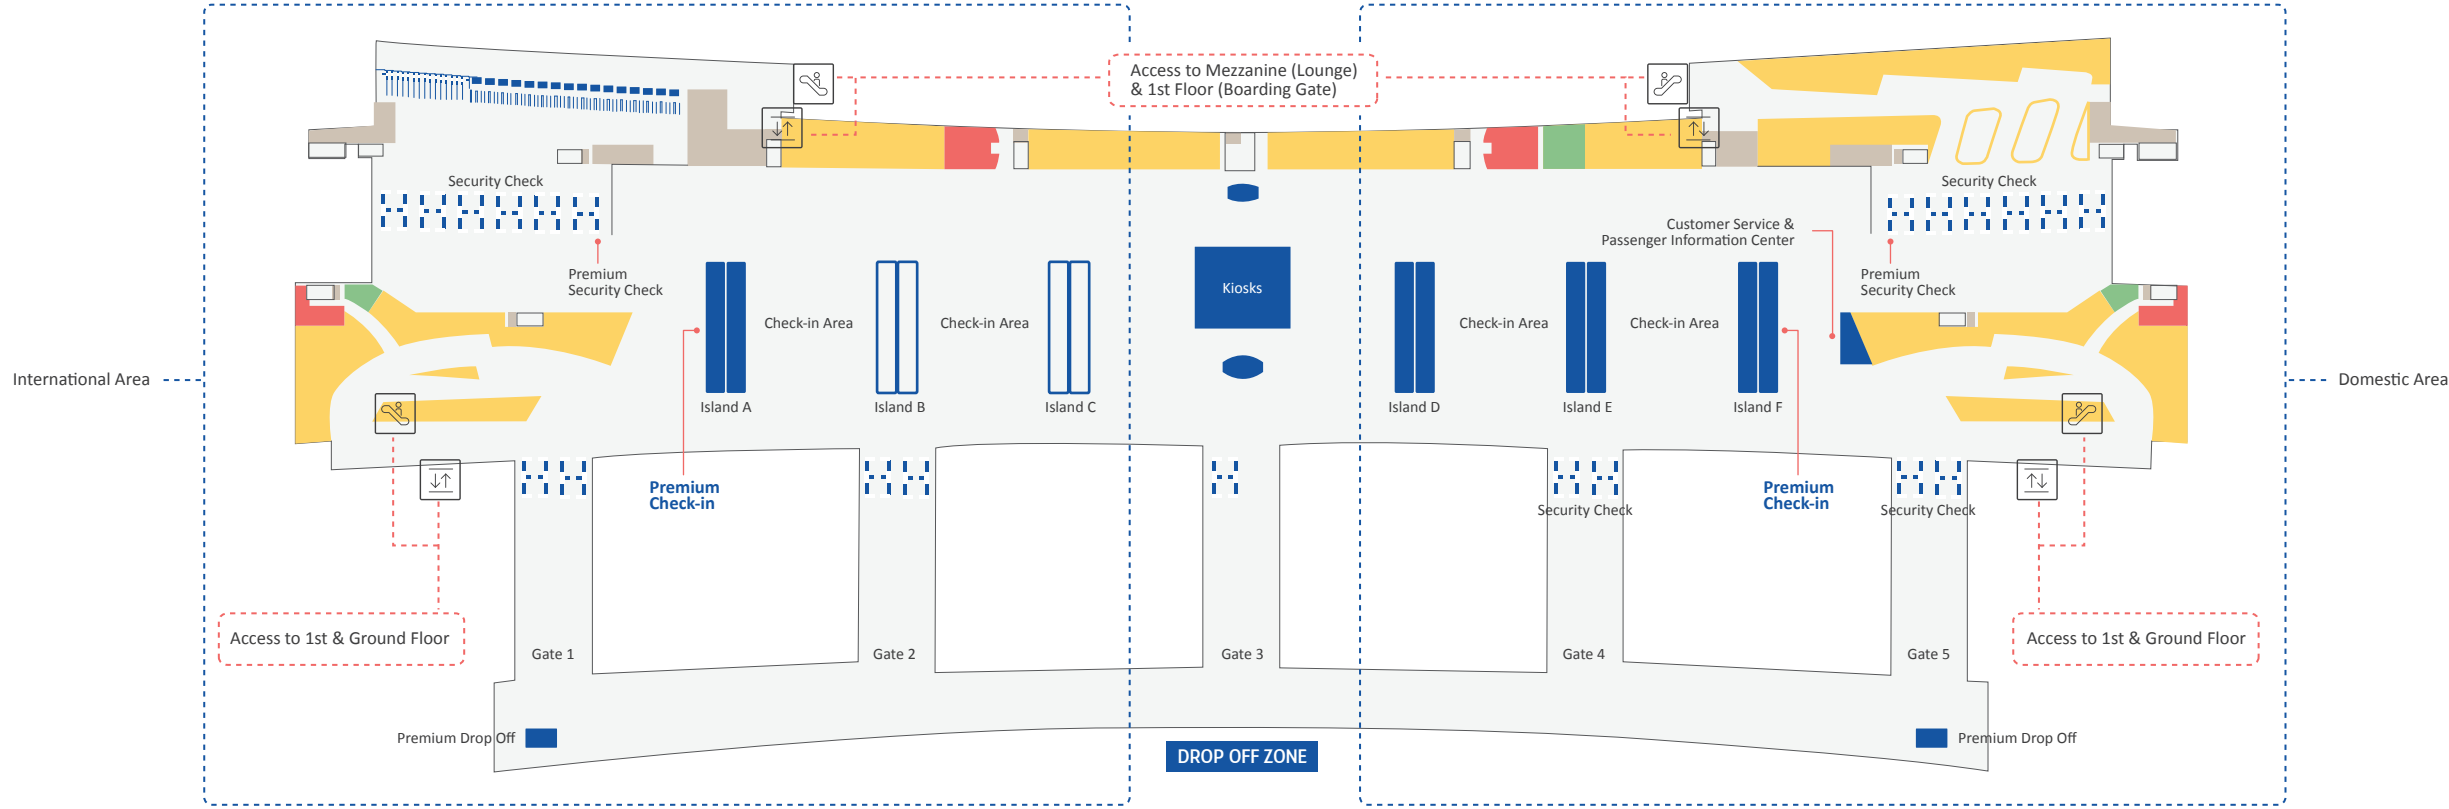 Access to Mezzanine (Lounge)
& 1st Floor (Boarding Gate)
Security Check
Security Check
Customer Service &
Passenger Information Center
Premium
Security Check
Premium
Security Check
Kiosks
Check-in Area
Check-in Area
Check-in Area
Check-in Area
International Area
Domestic Area
Island A
Island B
Island C
Island D
Island E
Island F
Premium
Check-in
Premium
Check-in
Security Check
Security Check
Access to 1st & Ground Floor
Access to 1st & Ground Floor
Gate 1
Gate 2
Gate 3
Gate 4
Gate 5
Premium Drop Off
Premium Drop Off
DROP OFF ZONE